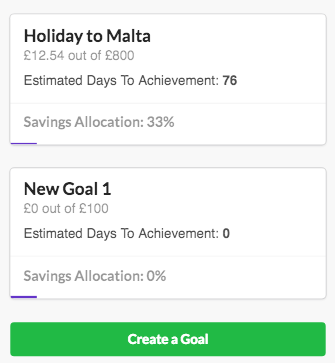 Holiday to Malta
£12.54 out of £800
Estimated Days To Achievement: 76
Savings Allocation: 33%
New Goal 1
£0 out of £100
Estimated Days To Achievement: 0
Savings Allocation: 0%
Create a Goal